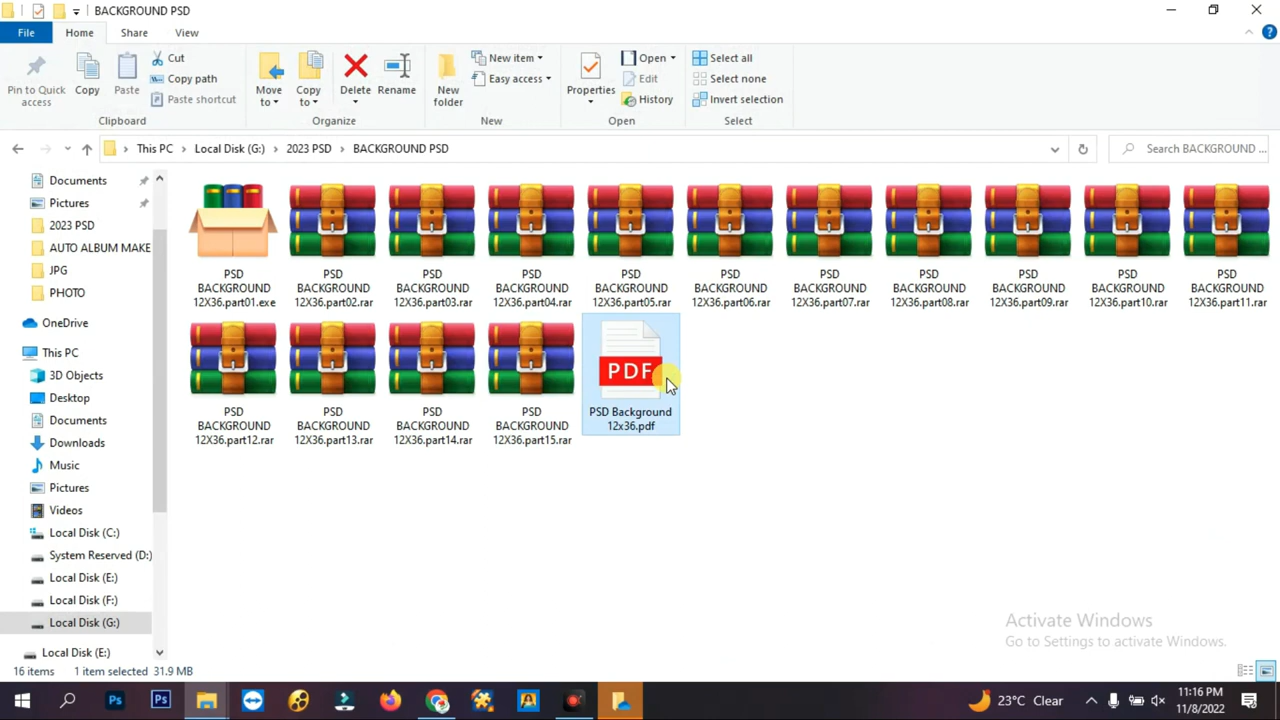 BACKGROUND PSD
File
Home
Share
View
Pin to Quick
access
Copy
Paste
Cut
Copy path
Paste shortcut
Clipboard
Move
to
Copy
to
Delete
Rename
Organize
New
folder
New item
Easy access
New
Properties
Open
Edit
History
Open
Select all
Select none
Invert selection
Select
This PC
Local Disk (G:)
2023 PSD
BACKGROUND PSD
Search BACKGROUND ...
Documents
Pictures
2023 PSD
AUTO ALBUM MAKE
JPG
PHOTO
OneDrive
This PC
3D Objects
Desktop
Documents
Downloads
Music
Pictures
Videos
Local Disk (C:)
System Reserved (D:)
Local Disk (E:)
Local Disk (F:)
Local Disk (G:)
Local Disk (E:)
PSD
BACKGROUND
12X36.part01.exe
PSD
BACKGROUND
12X36.part02.rar
PSD
BACKGROUND
12X36.part03.rar
PSD
BACKGROUND
12X36.part04.rar
PSD
BACKGROUND
12X36.part05.rar
PSD
BACKGROUND
12X36.part06.rar
PSD
BACKGROUND
12X36.part07.rar
PSD
BACKGROUND
12X36.part08.rar
PSD
BACKGROUND
12X36.part09.rar
PSD
BACKGROUND
12X36.part10.rar
PSD
BACKGROUND
12X36.part11.rar
PSD
BACKGROUND
12X36.part12.rar
PSD
BACKGROUND
12X36.part13.rar
PSD
BACKGROUND
12X36.part14.rar
PSD
BACKGROUND
12X36.part15.rar
PDF
PSD Background
12x36.pdf
Activate Windows
Go to Settings to activate Windows.
16 items
1 item selected 31.9 MB
Ps
Ps
23°C Clear
11:16 PM
11/8/2022